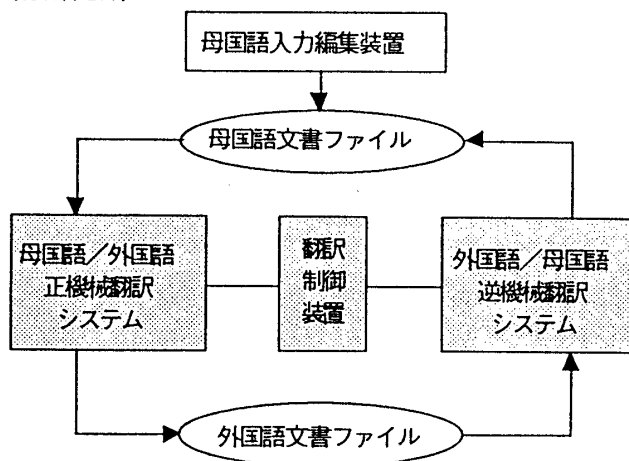 母国語入力編集装置
母国語文書ファイル
母国語／外国語
正機械翻訳
システム
翻訳
制御
装置
外国語／母国語
逆機械翻訳
システム
外国語文書ファイル